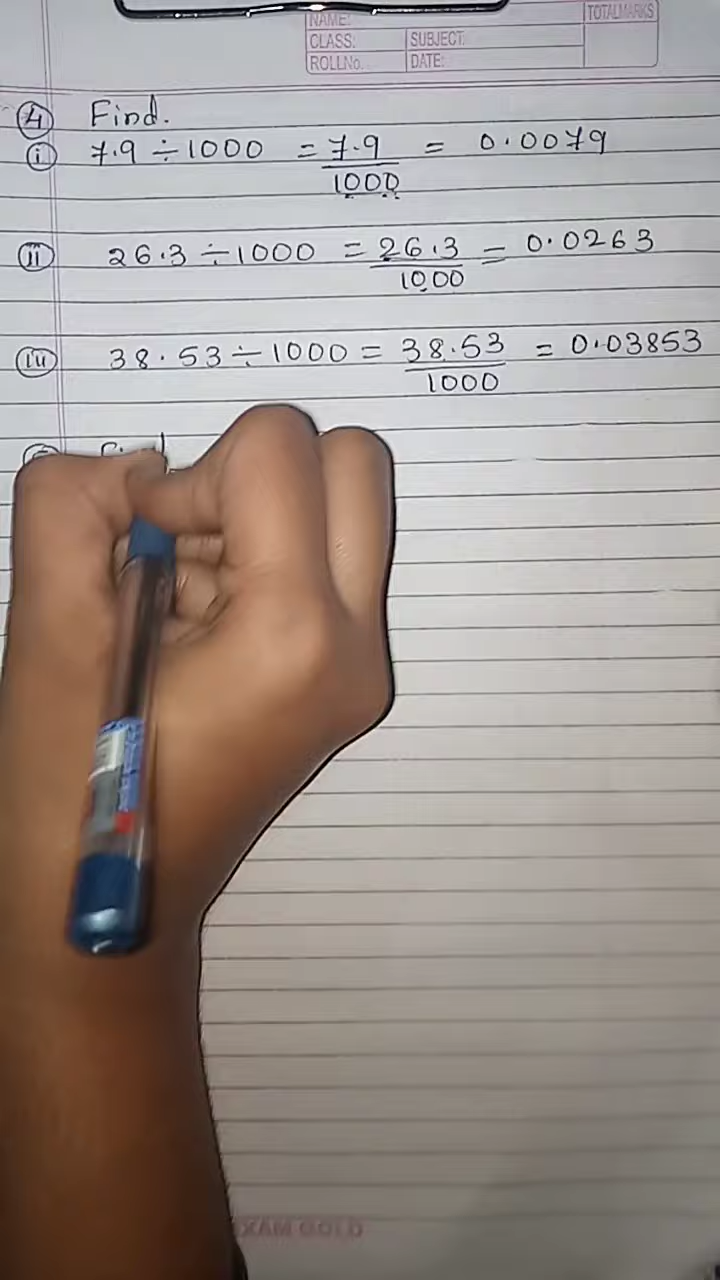 NAME: TOTALMARKS
CLASS: SUBJECT:
ROLLNo. DATE:
4 Find.
i 7.9 ÷ 1000 = 7.9/1000 = 0.0079
ii 26.3 ÷ 1000 = 26.3/1000 = 0.0263
iii 38.53 ÷ 1000 = 38.53/1000 = 0.03853